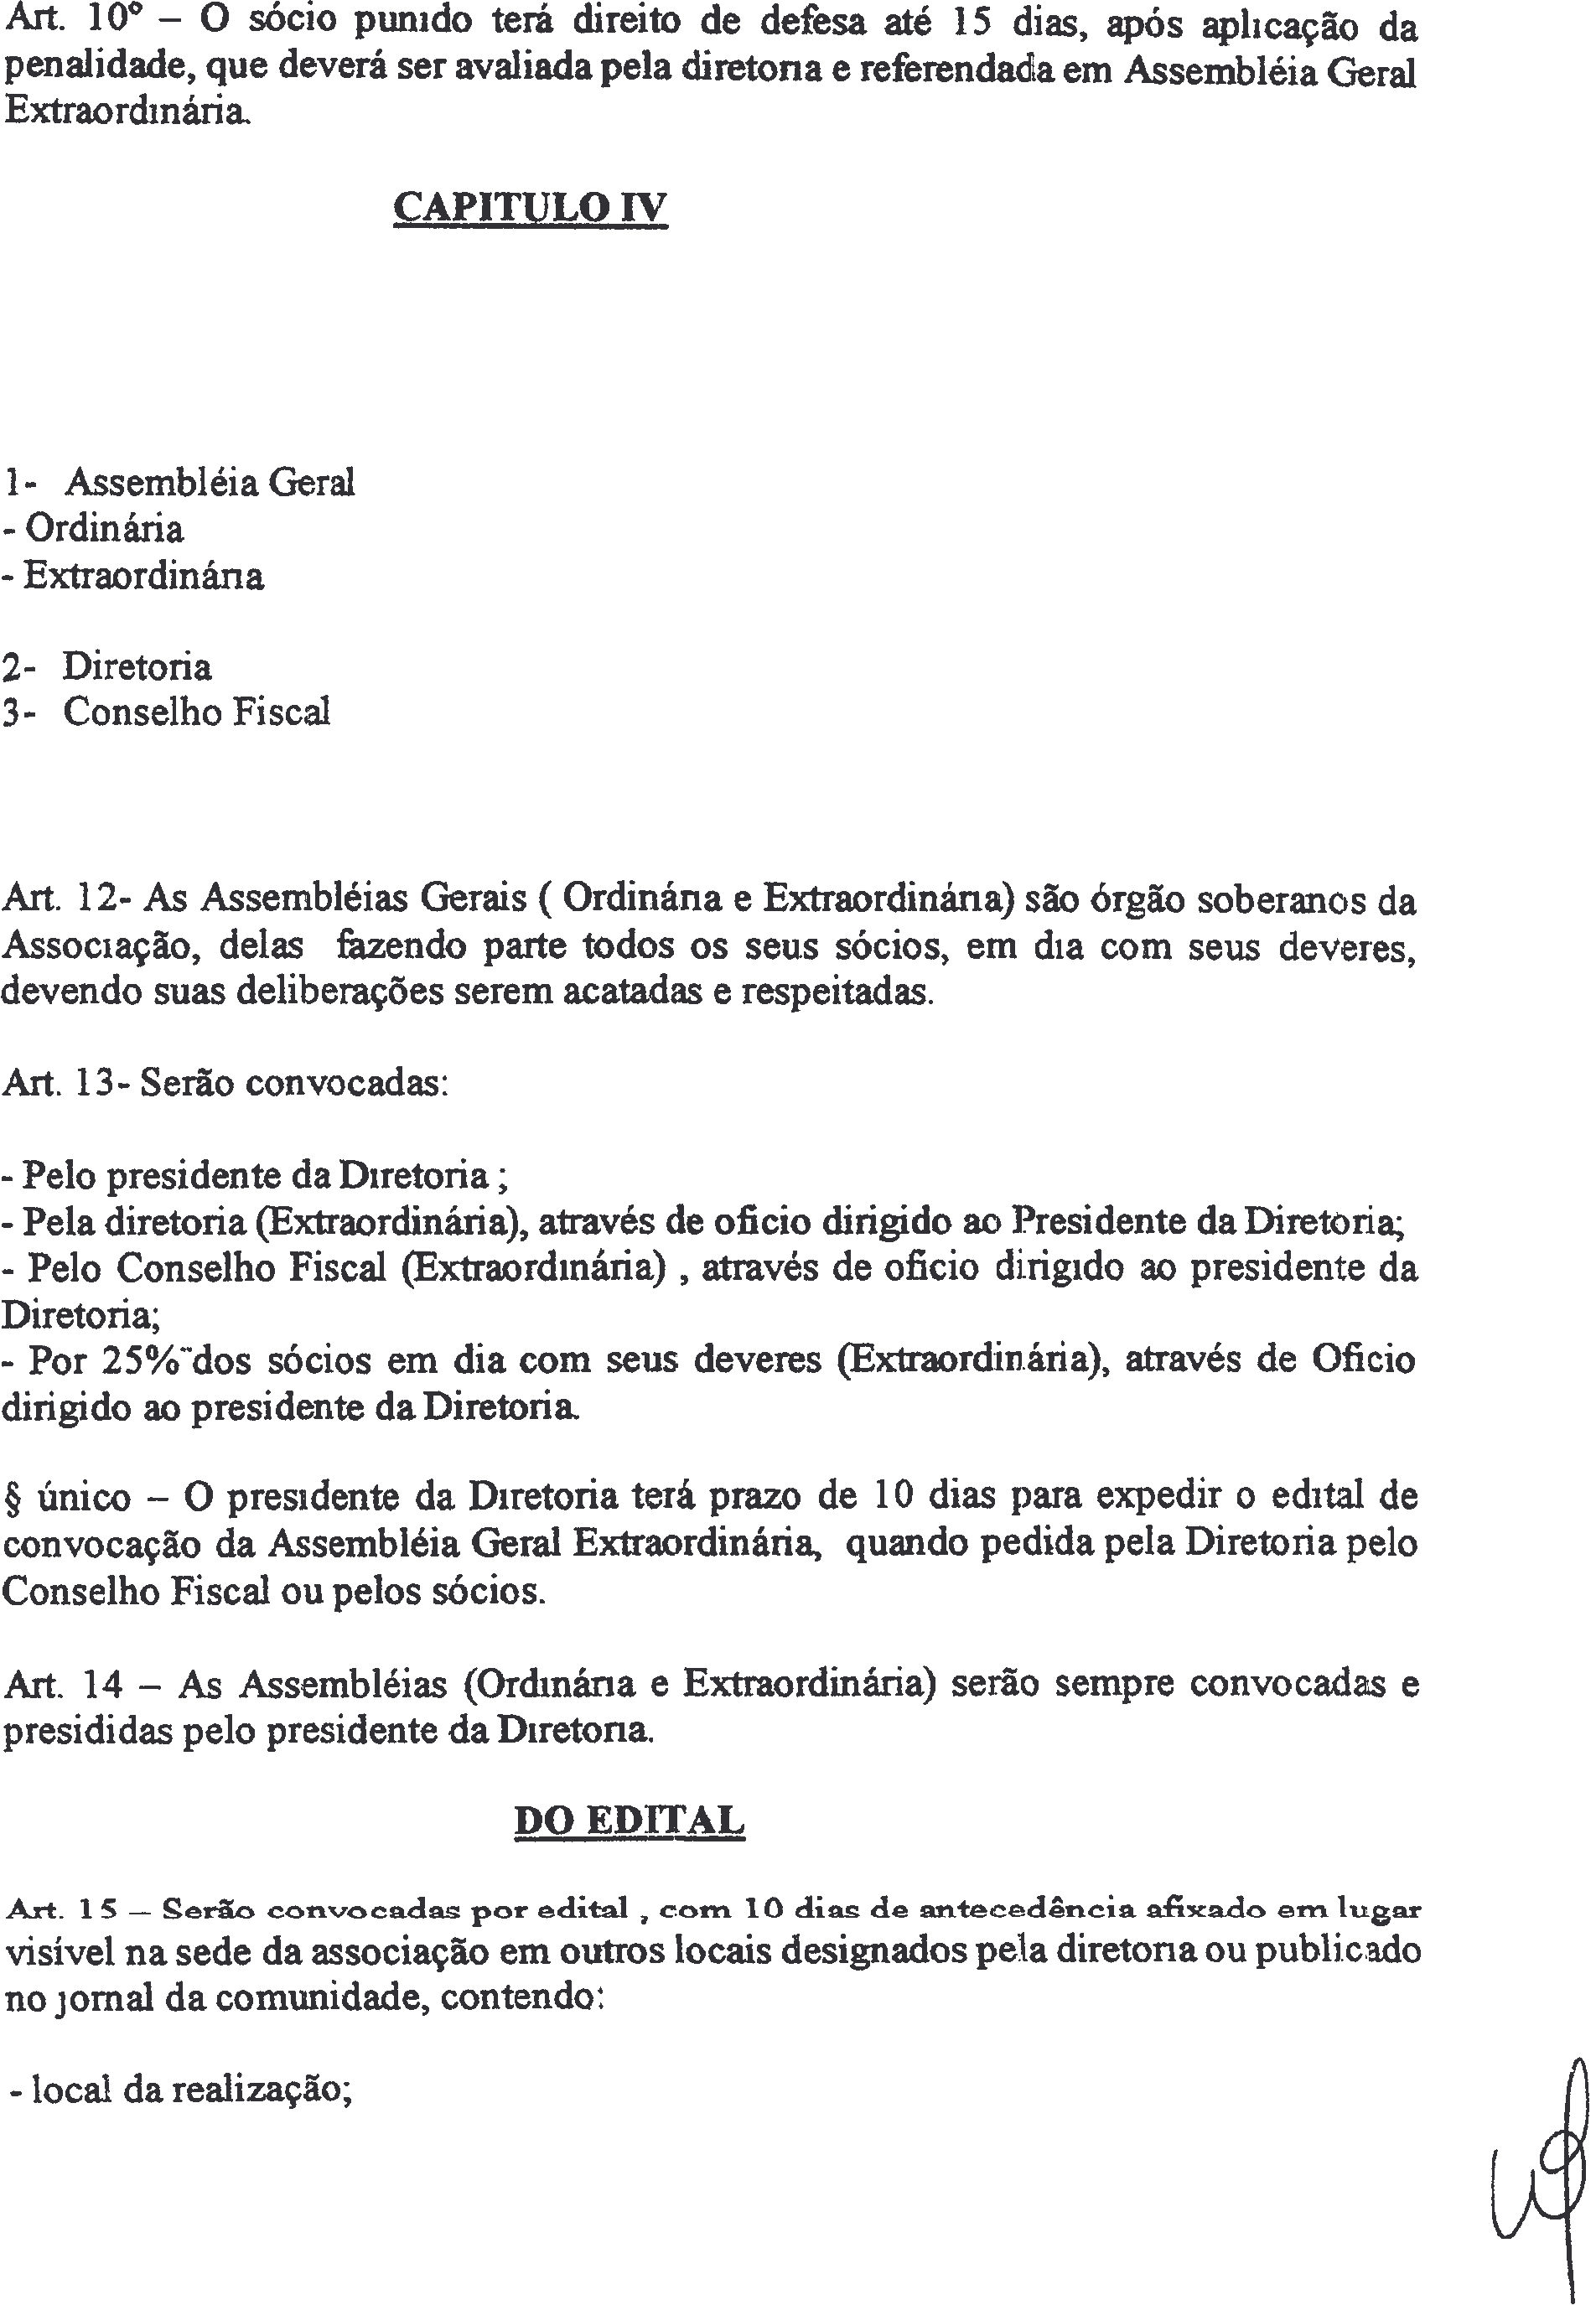 Art. 10º – O sócio punido terá direito de defesa até 15 dias, após aplicação da
penalidade, que deverá ser avaliada pela diretoria e referendada em Assembléia Geral
Extraordinária.
CAPITULO IV
1- Assembléia Geral
- Ordinária
- Extraordinária
2- Diretoria
3- Conselho Fiscal
Art. 12- As Assembléias Gerais ( Ordinária e Extraordinária) são órgão soberanos da
Associação, delas fazendo parte todos os seus sócios, em dia com seus deveres,
devendo suas deliberações serem acatadas e respeitadas.
Art. 13- Serão convocadas:
- Pelo presidente da Diretoria ;
- Pela diretoria (Extraordinária), através de oficio dirigido ao Presidente da Diretoria;
- Pelo Conselho Fiscal (Extraordinária) , através de oficio dirigido ao presidente da
Diretoria;
- Por 25% dos sócios em dia com seus deveres (Extraordinária), através de Oficio
dirigido ao presidente da Diretoria.
§ único – O presidente da Diretoria terá prazo de 10 dias para expedir o edital de
convocação da Assembléia Geral Extraordinária, quando pedida pela Diretoria pelo
Conselho Fiscal ou pelos sócios.
Art. 14 – As Assembléias (Ordinária e Extraordinária) serão sempre convocadas e
presididas pelo presidente da Diretoria.
DO EDITAL
Art. 15 – Serão convocadas por edital , com 10 dias de antecedência afixado em lugar
visível na sede da associação em outros locais designados pela diretoria ou publicado
no jornal da comunidade, contendo:
- local da realização;